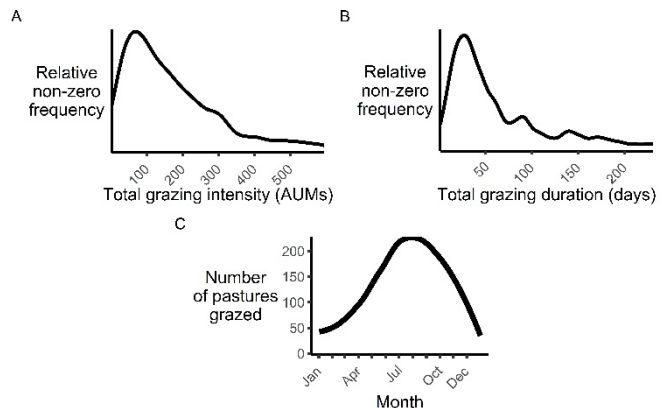 A
Relative
non-zero
frequency
100
200
300
400
500
Total grazing intensity (AUMs)
B
Relative
non-zero
frequency
50
100
150
200
Total grazing duration (days)
C
Number
of pastures
grazed
200
150
100
50
0
Jan
Apr
Jul
Oct
Dec
Month